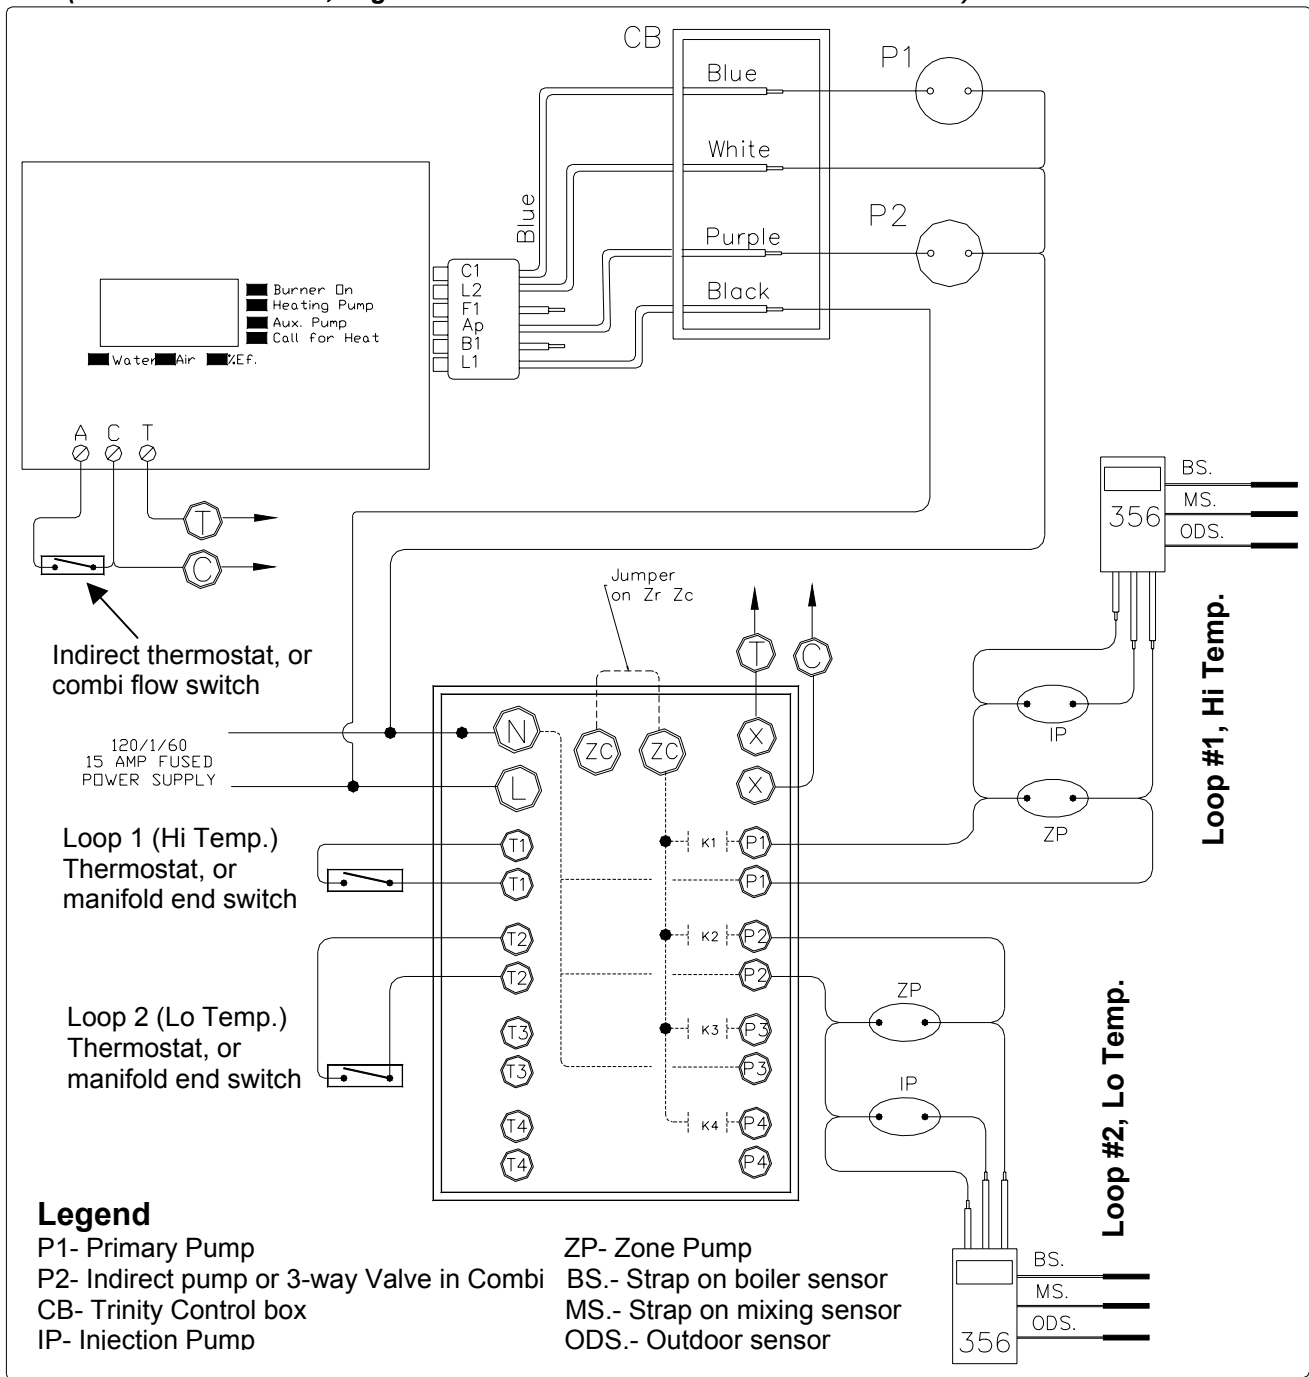 CB
P1
Blue
White
P2
Blue
Purple
Black
C1
L2
F1
Ap
B1
L1
Burner On
Heating Pump
Aux. Pump
Call for Heat
Water Air %Ef.
A C T
T
C
Indirect thermostat, or
combi flow switch
BS.
MS.
ODS.
356
Loop #1, Hi Temp.
IP
ZP
Jumper
on Zr Zc
T C
N ZC ZC X
L X
120/1/60
15 AMP FUSED
POWER SUPPLY
Loop 1 (Hi Temp.)
Thermostat, or
manifold end switch
T1 K1 P1
T1 P1
T2 K2 P2
T2 P2
T3 K3 P3
T3 P3
T4 K4 P4
T4 P4
Loop 2 (Lo Temp.)
Thermostat, or
manifold end switch
ZP
IP
Loop #2, Lo Temp.
BS.
MS.
ODS.
356
Legend
P1- Primary Pump
P2- Indirect pump or 3-way Valve in Combi
CB- Trinity Control box
IP- Injection Pump
ZP- Zone Pump
BS.- Strap on boiler sensor
MS.- Strap on mixing sensor
ODS.- Outdoor sensor